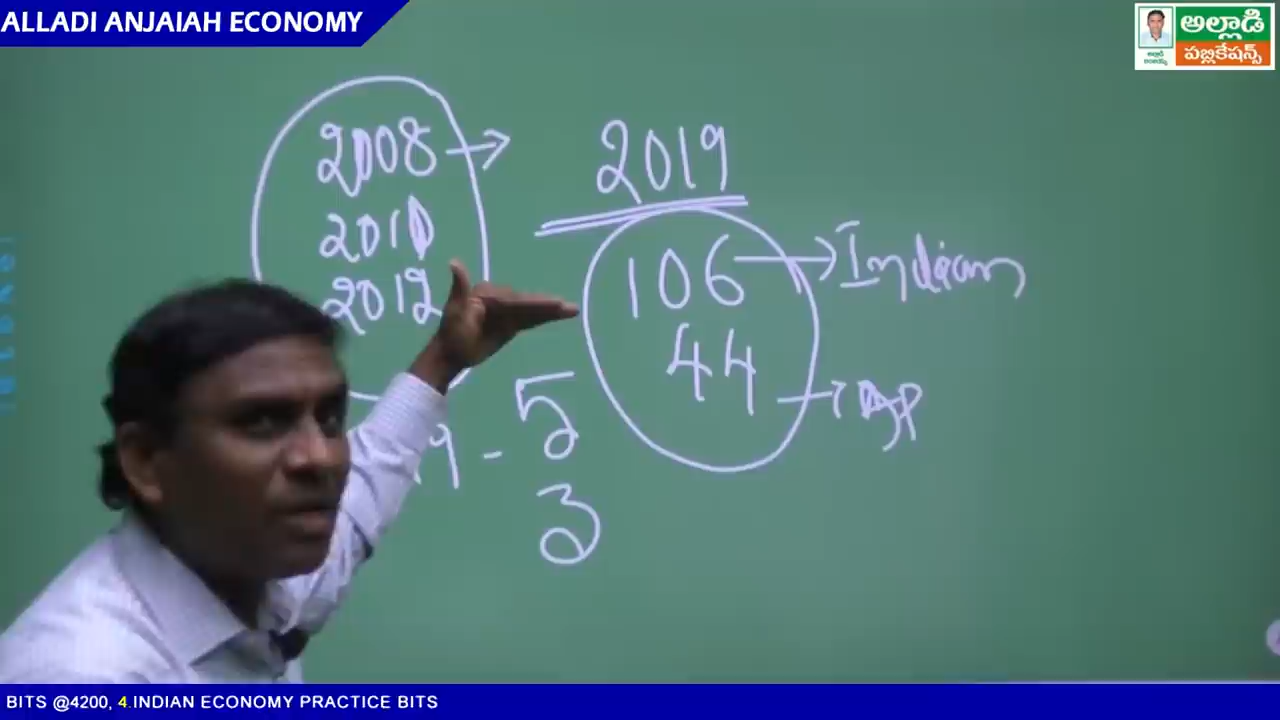 ALLADI ANJAIAH ECONOMY
అల్లాడి
పబ్లికేషన్స్
2008 → 2019
2010
2012
106 → Indian
44 → AP
9 - 5
3
BITS @4200, 4.INDIAN ECONOMY PRACTICE BITS